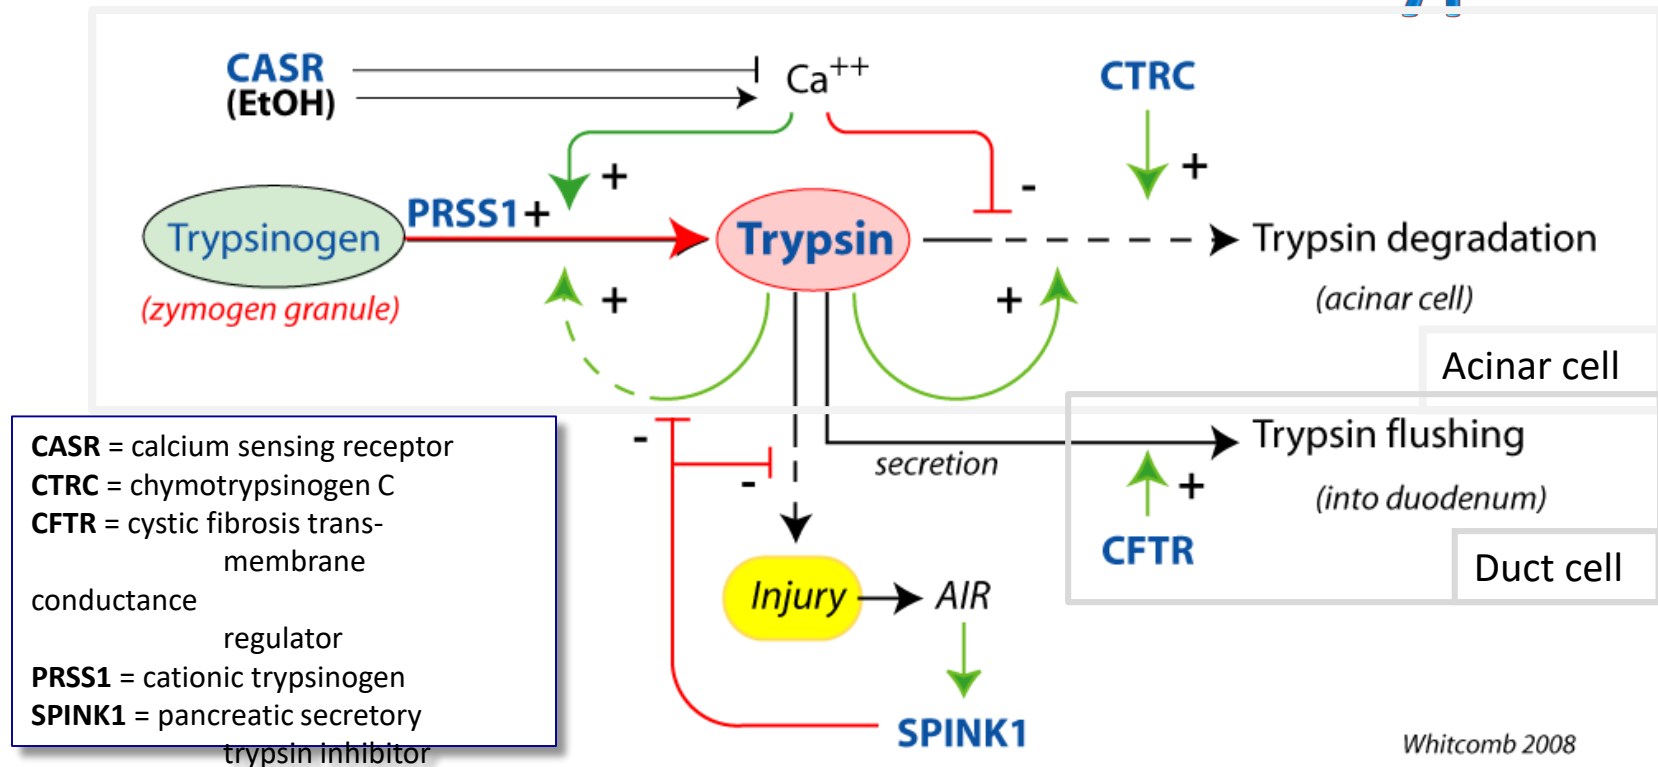 CASR
(EtOH)
Ca++
CTRC
+
+
-
Trypsinogen
PRSS1+
Trypsin
Trypsin degradation
(zymogen granule)
+
+
(acinar cell)
Acinar cell
CASR = calcium sensing receptor
CTRC = chymotrypsinogen C
CFTR = cystic fibrosis trans-
membrane
conductance
regulator
PRSS1 = cationic trypsinogen
SPINK1 = pancreatic secretory
trypsin inhibitor
-
-
secretion
Trypsin flushing
+
(into duodenum)
CFTR
Duct cell
Injury
AIR
SPINK1
Whitcomb 2008